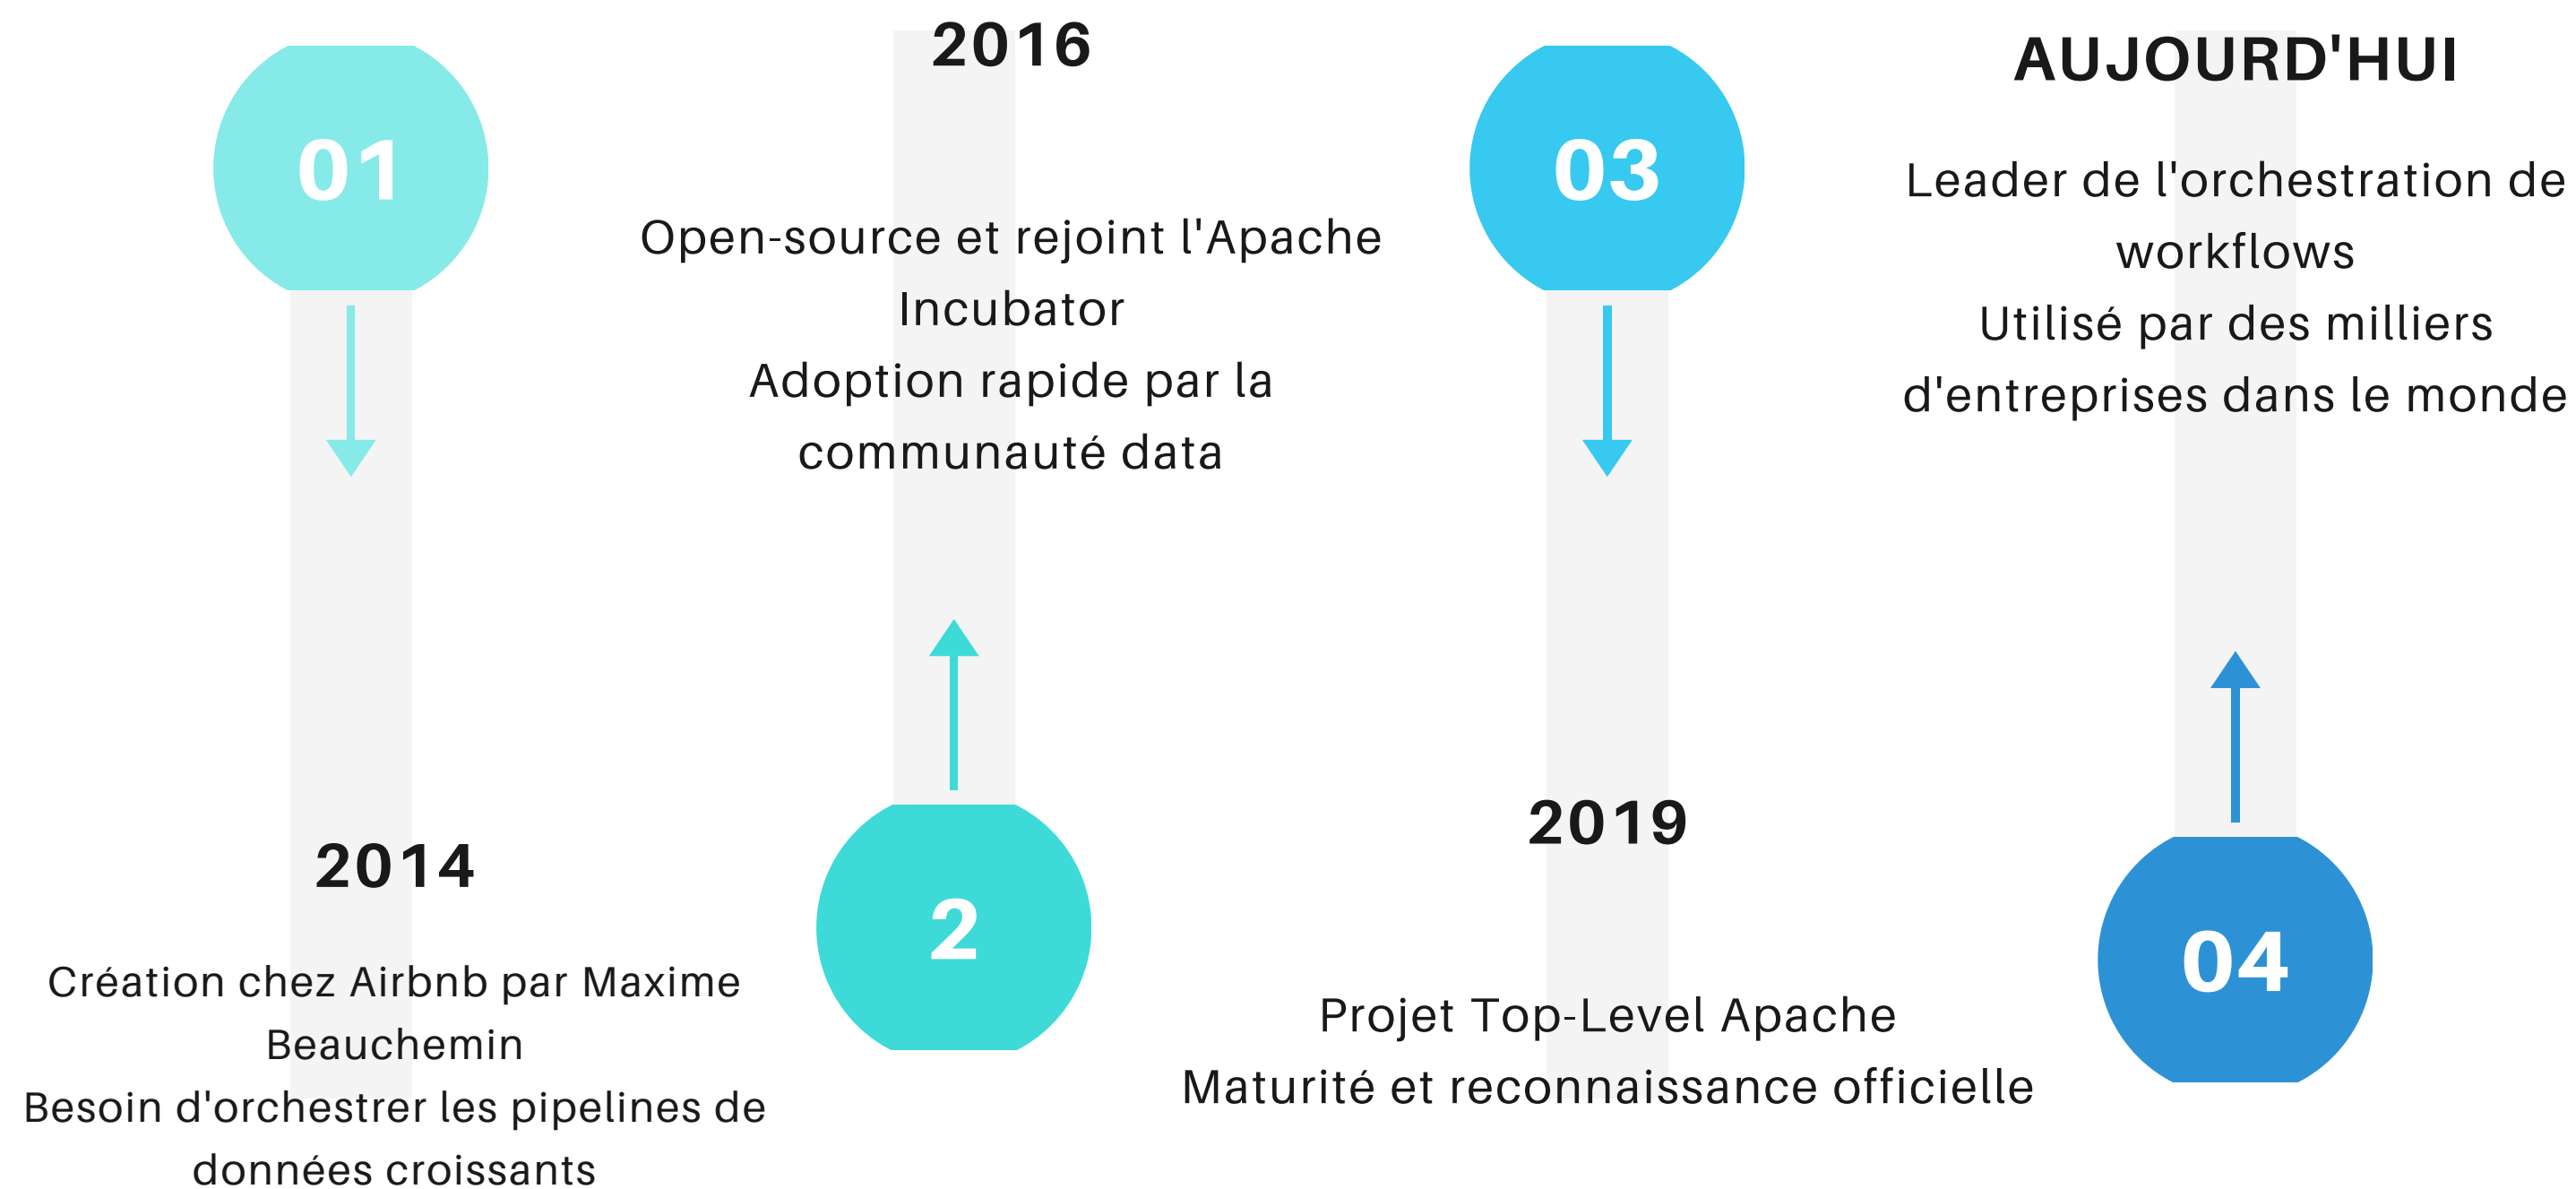 01
2014
Création chez Airbnb par Maxime
Beauchemin
Besoin d'orchestrer les pipelines de
données croissants
2016
Open-source et rejoint l'Apache
Incubator
Adoption rapide par la
communauté data
2
03
2019
Projet Top-Level Apache
Maturité et reconnaissance officielle
AUJOURD'HUI
Leader de l'orchestration de
workflows
Utilisé par des milliers
d'entreprises dans le monde
04